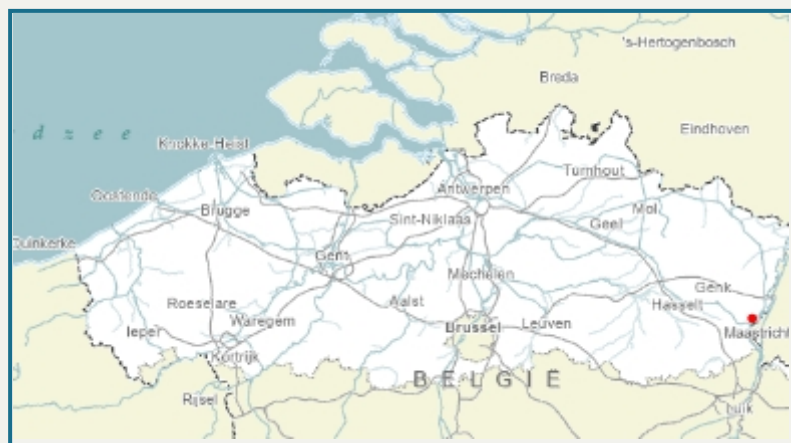 's-Hertogenbosch
Breda
Eindhoven
d z e e
Knokke-Heist
Turnhout
Oostende
Antwerpen
Brugge
Mol
Sint-Niklaas
Geel
Duinkerke
Gent
Mechelen
Genk
Roeselare
Aalst
Hasselt
Ieper
Waregem
Brussel
Leuven
Maastricht
Kortrijk
BELGIË
Rijsel
Luik